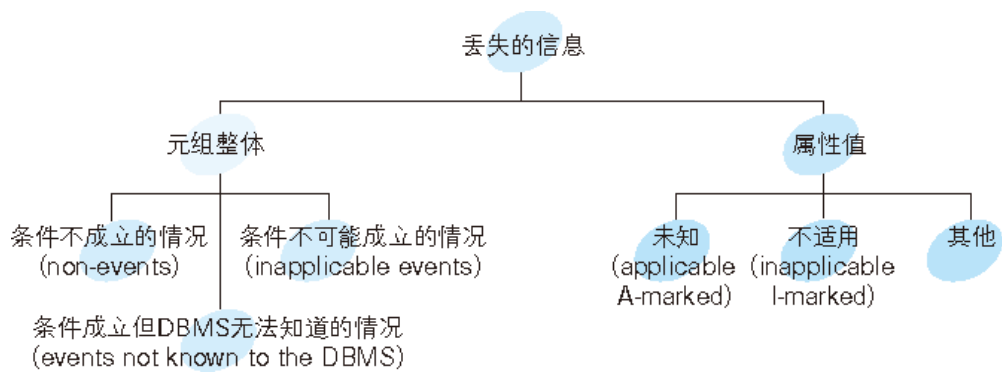 丢失的信息
元组整体
属性值
条件不成立的情况
(non-events)
条件不可能成立的情况
(inapplicable events)
未知
(applicable
A-marked)
不适用
(inapplicable
I-marked)
其他
条件成立但DBMS无法知道的情况
(events not known to the DBMS)